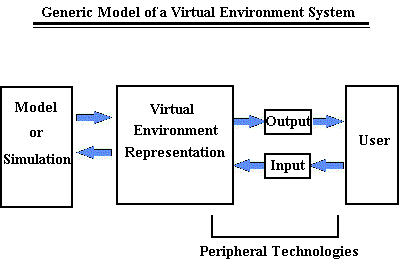 Generic Model of a Virtual Environment System
Model
or
Simulation
Virtual
Environment
Representation
Output
Input
User
Peripheral Technologies